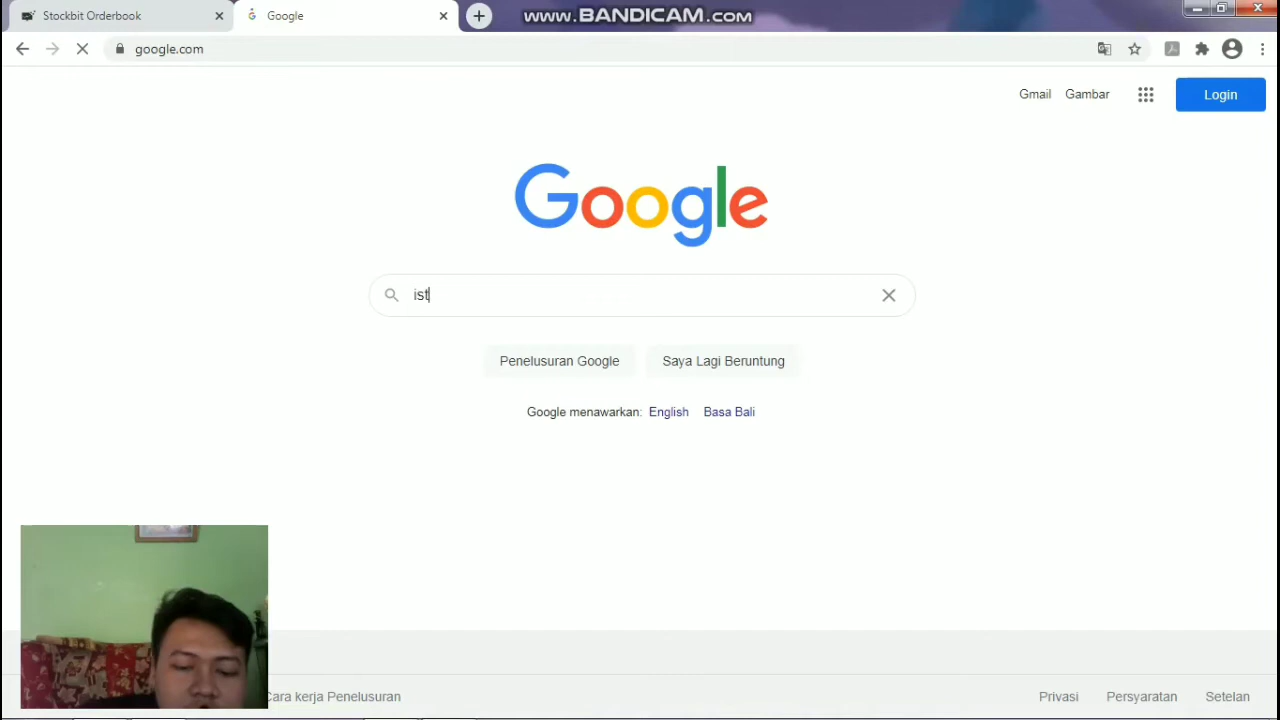 Stockbit Orderbook
Google
www.BANDICAM.com
google.com
Gmail
Gambar
Login
Google
ist
Penelusuran Google
Saya Lagi Beruntung
Google menawarkan: English Basa Bali
Cara kerja Penelusuran
Privasi
Persyaratan
Setelan